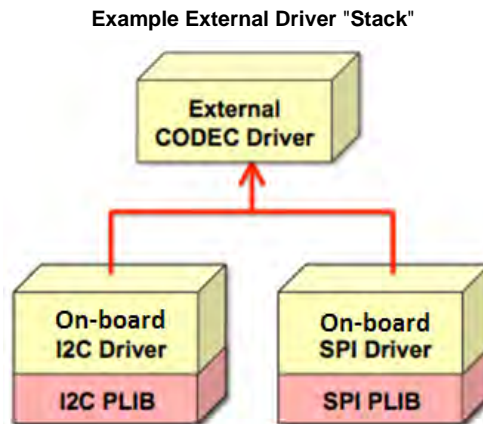 Example External Driver "Stack"
External
CODEC Driver
On-board
I2C Driver
I2C PLIB
On-board
SPI Driver
SPI PLIB